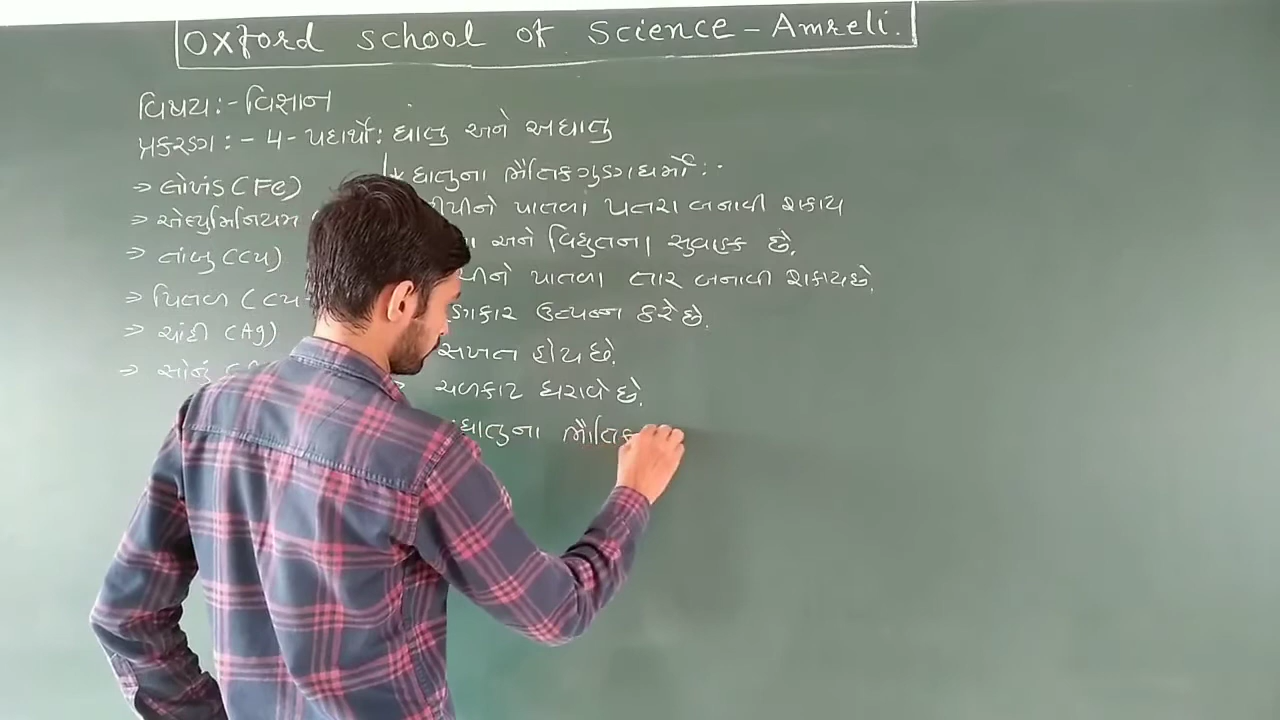 Oxford school of Science - Amreli.
વિષય:- વિજ્ઞાન
પ્રકરણ :- 4 - પદાર્થો: ધાતુ અને અધાતુ
⇒ લોખંડ (Fe)
⇒ એલ્યુમિનિયમ
⇒ તાંબુ (Cu)
⇒ પિતળ (Cu-
⇒ ચાંદી (Ag)
⇒ સોનું
* ધાતુના ભૌતિક ગુણધર્મો :-
ટીપીને પાતળા પતરા બનાવી શકાય
અને વિદ્યુતના સુવાહક છે.
પાતળા તાર બનાવી શકાય છે.
રણકાર ઉત્પન્ન કરે છે.
સખત હોય છે.
ચળકાટ ધરાવે છે.
ભૌતિક